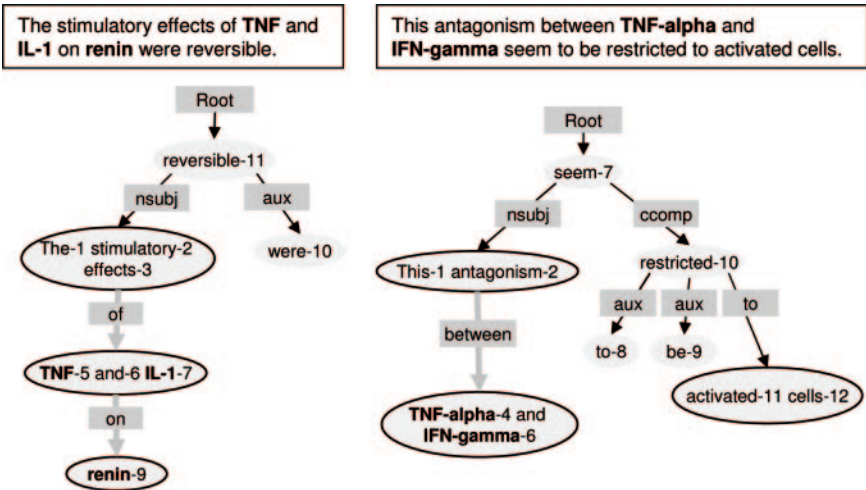 The stimulatory effects of TNF and
IL-1 on renin were reversible.
Root
reversible-11
nsubj
aux
The-1 stimulatory-2
effects-3
were-10
of
TNF-5 and-6 IL-1-7
on
renin-9
This antagonism between TNF-alpha and
IFN-gamma seem to be restricted to activated cells.
Root
seem-7
nsubj
ccomp
This-1 antagonism-2
restricted-10
aux
aux
to
between
to-8
be-9
activated-11 cells-12
TNF-alpha-4 and
IFN-gamma-6